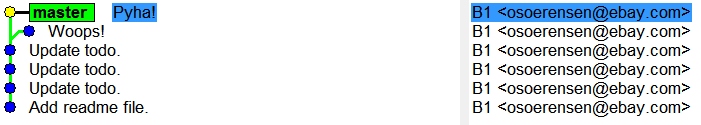 master Pyha! B1 <osoerensen@ebay.com>
Woops! B1 <osoerensen@ebay.com>
Update todo. B1 <osoerensen@ebay.com>
Update todo. B1 <osoerensen@ebay.com>
Update todo. B1 <osoerensen@ebay.com>
Add readme file. B1 <osoerensen@ebay.com>